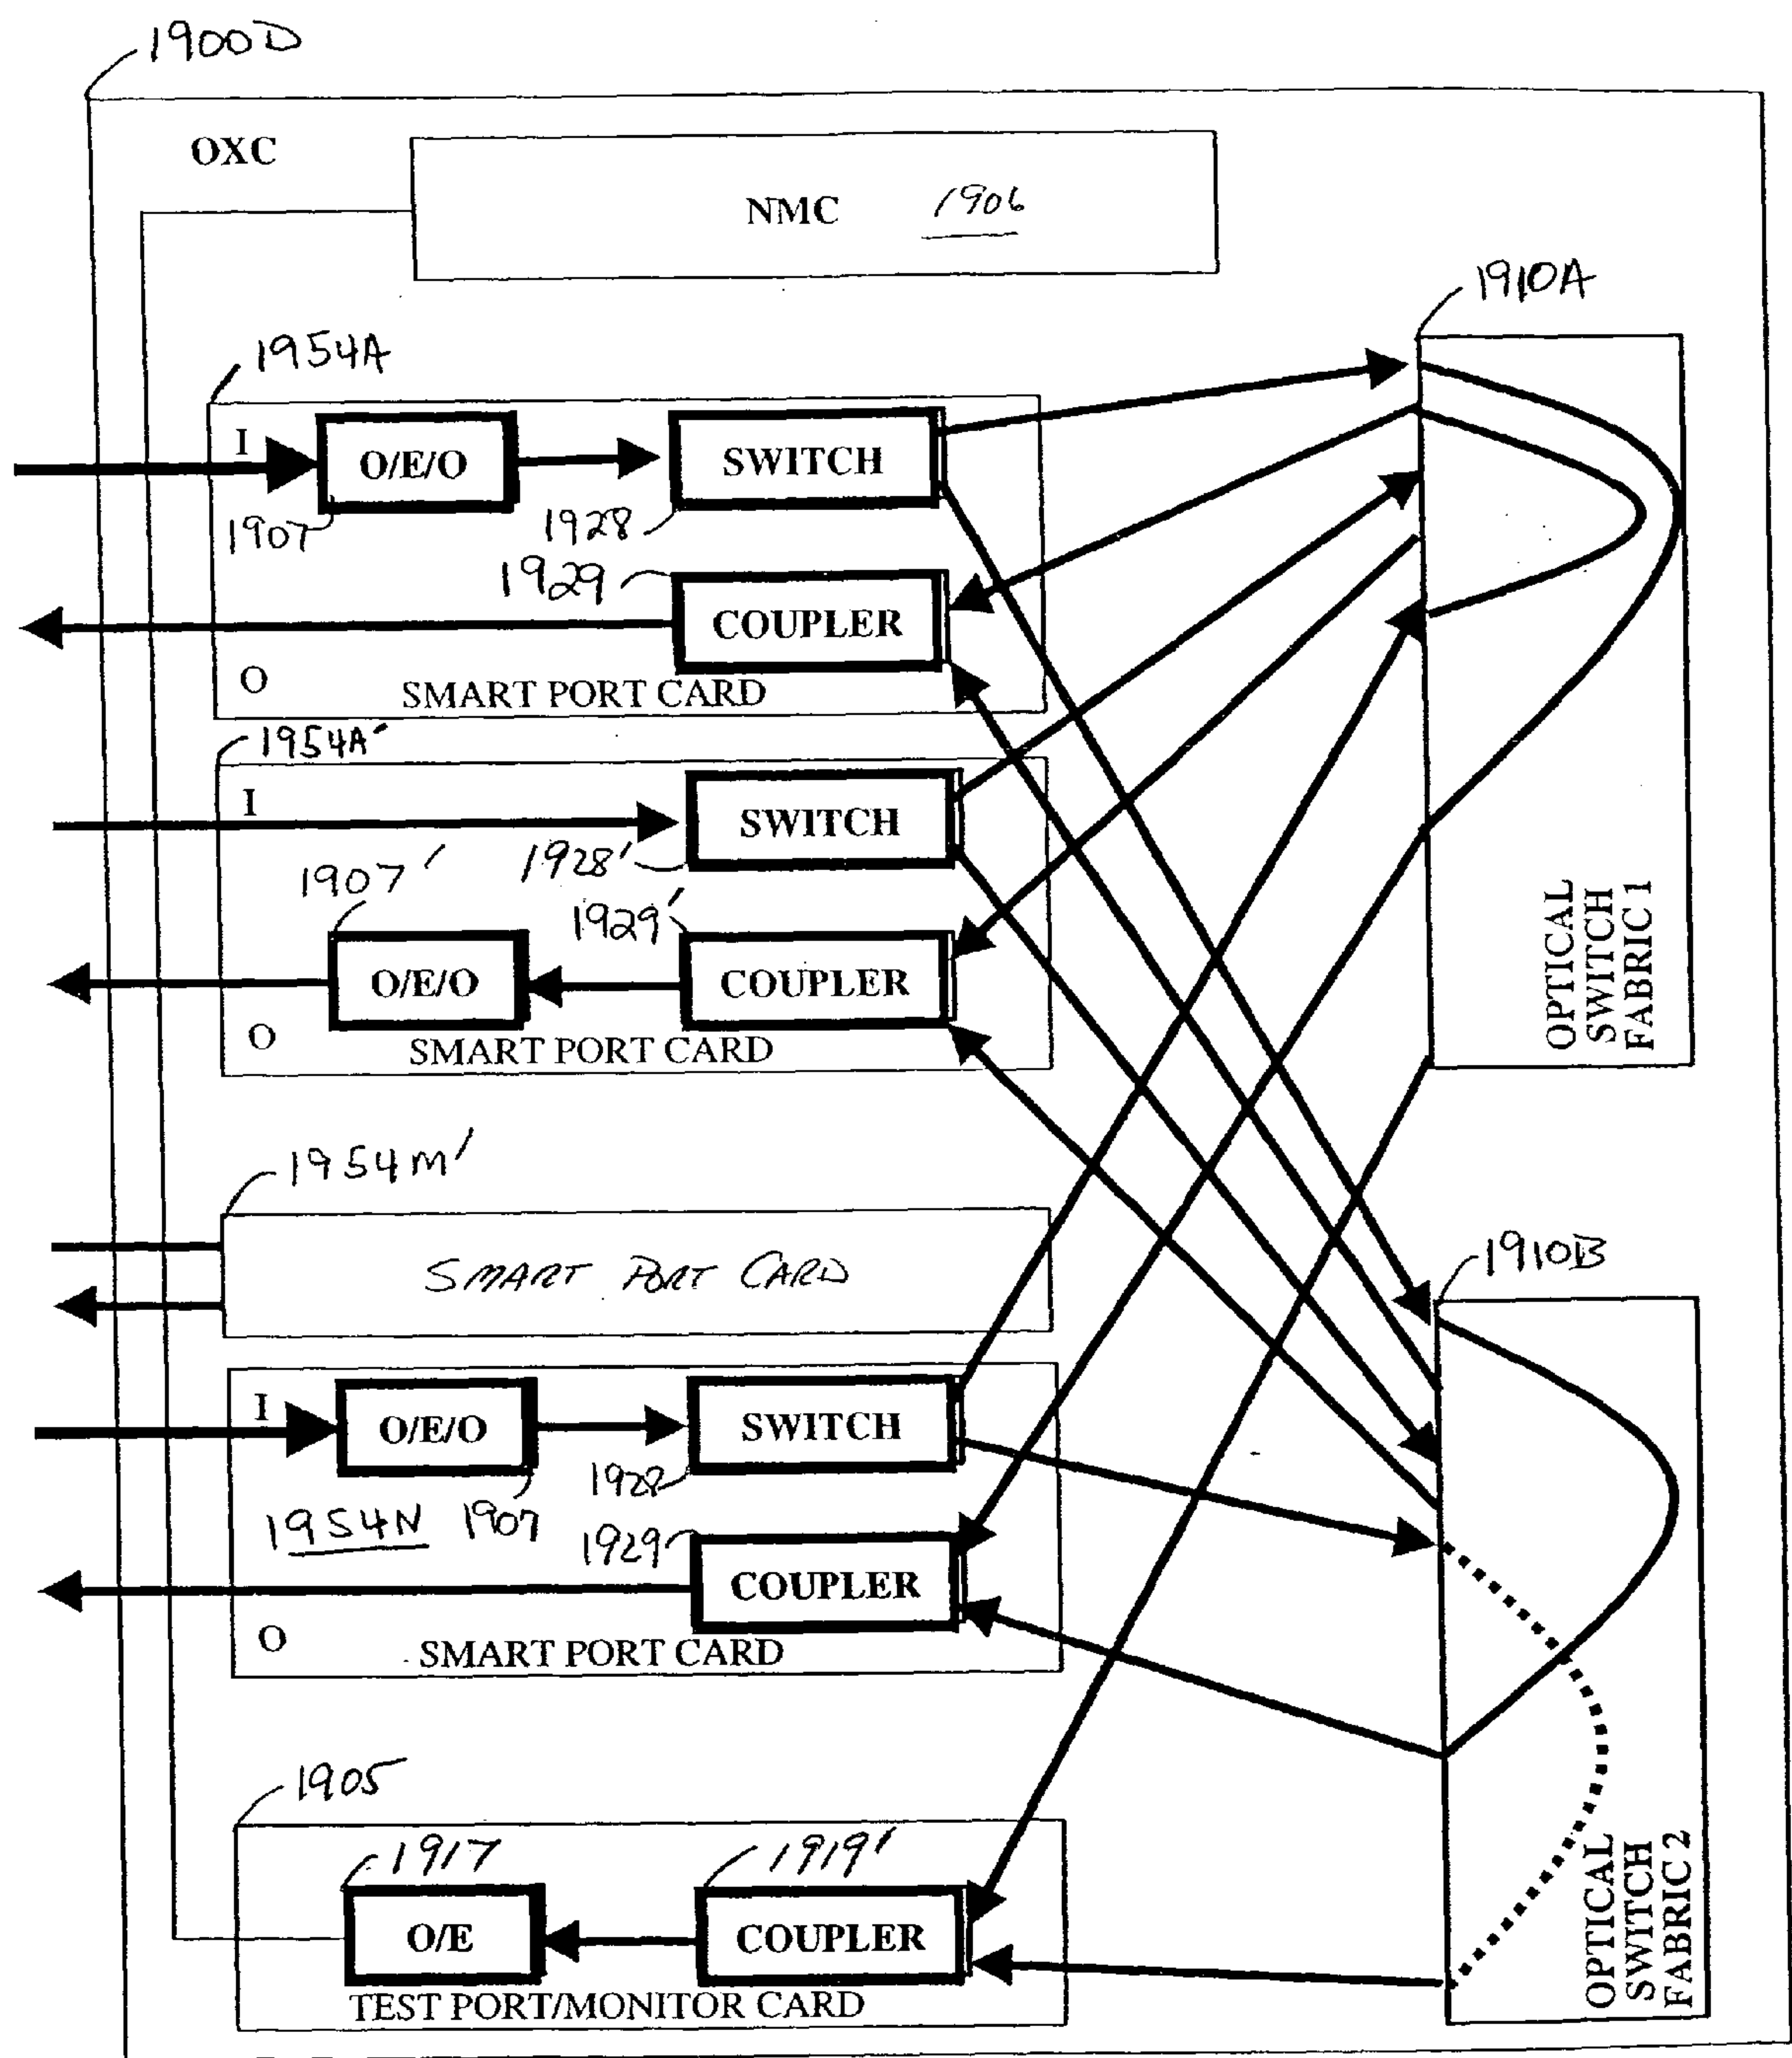 1900D
OXC
NMC 1906
1910A
1954A
I
O/E/O
SWITCH
1907
1928
1929
COUPLER
O
SMART PORT CARD
1954A'
I
SWITCH
1907'
1928'
1929'
O/E/O
COUPLER
O
SMART PORT CARD
OPTICAL
SWITCH
FABRIC 1
1954M'
SMART PORT CARD
1910B
I
O/E/O
SWITCH
1928
1954N
1907
1929
COUPLER
O
SMART PORT CARD
1905
1917
1919'
O/E
COUPLER
TEST PORT/MONITOR CARD
OPTICAL
SWITCH
FABRIC 2